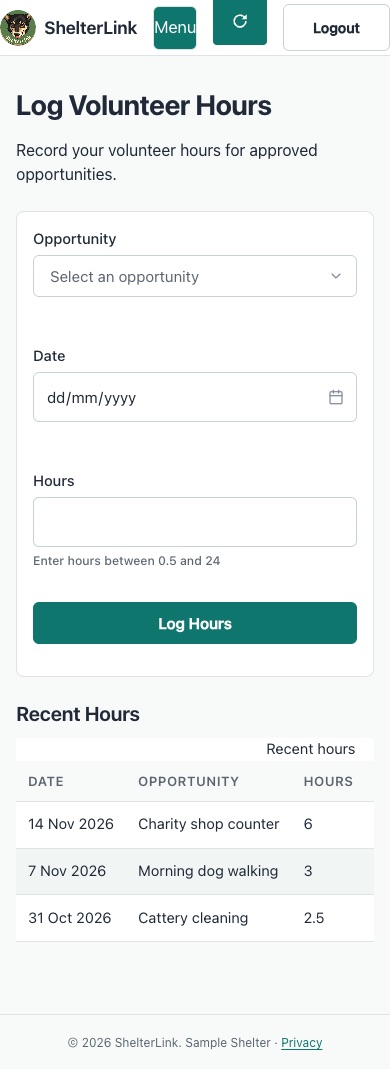 ShelterLink
Menu
Logout
Log Volunteer Hours
Record your volunteer hours for approved
opportunities.
Opportunity
Select an opportunity
Date
dd/mm/yyyy
Hours
Enter hours between 0.5 and 24
Log Hours
Recent Hours
Recent hours
DATE OPPORTUNITY HOURS
14 Nov 2026 Charity shop counter 6
7 Nov 2026 Morning dog walking 3
31 Oct 2026 Cattery cleaning 2.5
© 2026 ShelterLink. Sample Shelter · Privacy